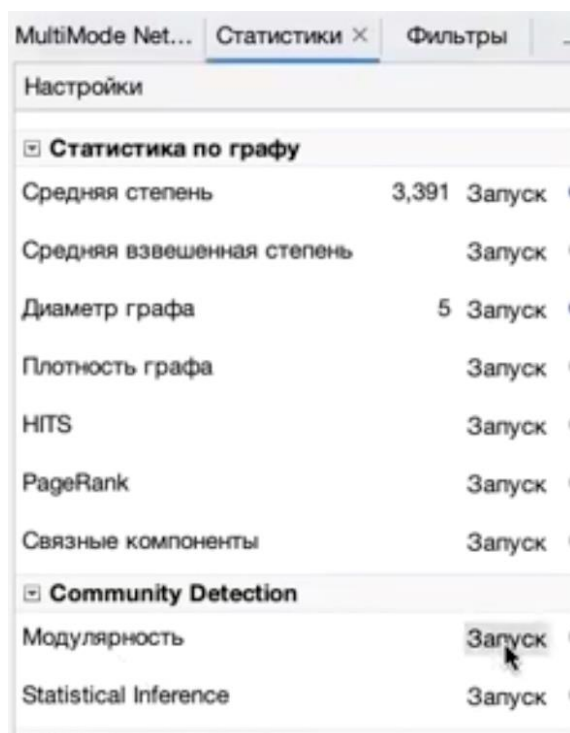 MultiMode Net... Статистики × Фильтры
Настройки
Статистика по графу
Средняя степень 3,391 Запуск
Средняя взвешенная степень Запуск
Диаметр графа 5 Запуск
Плотность графа Запуск
HITS Запуск
PageRank Запуск
Связные компоненты Запуск
Community Detection
Модулярность Запуск
Statistical Inference Запуск